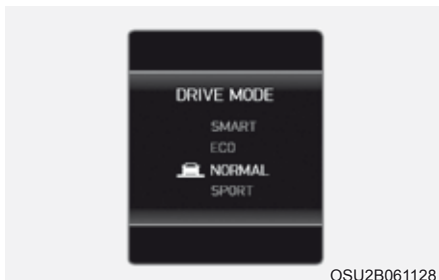 DRIVE MODE
SMART
ECO
NORMAL
SPORT
OSU2B061128